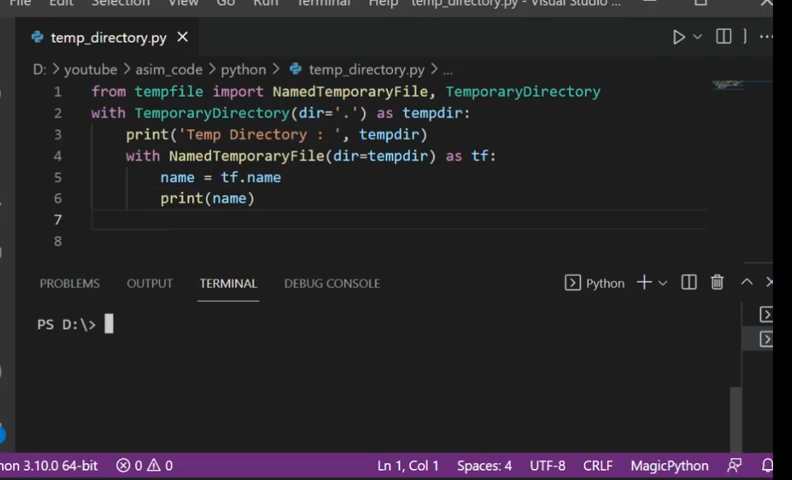 File Edit Selection View Go Run Terminal Help temp_directory.py - Visual Studio ...
temp_directory.py
D: > youtube > asim_code > python > temp_directory.py > ...
1 from tempfile import NamedTemporaryFile, TemporaryDirectory
2 with TemporaryDirectory(dir='.') as tempdir:
3 print('Temp Directory : ', tempdir)
4 with NamedTemporaryFile(dir=tempdir) as tf:
5 name = tf.name
6 print(name)
7
8
PROBLEMS OUTPUT TERMINAL DEBUG CONSOLE Python
PS D:\>
hon 3.10.0 64-bit 0 0 Ln 1, Col 1 Spaces: 4 UTF-8 CRLF MagicPython